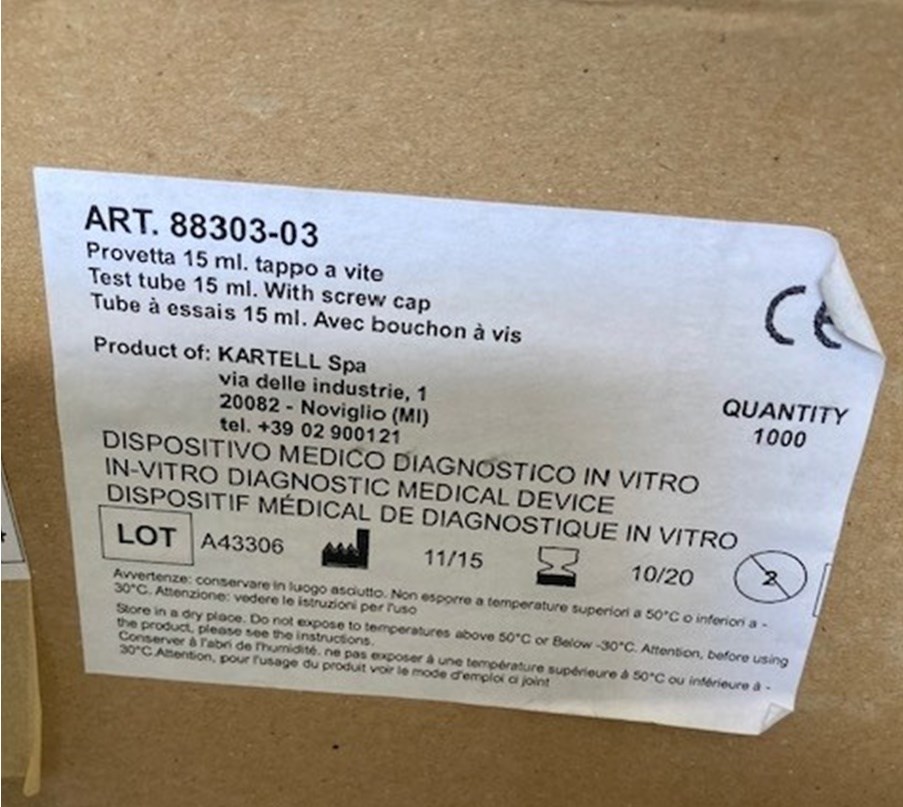 ART. 88303-03
Provetta 15 ml. tappo a vite
Test tube 15 ml. With screw cap
Tube à essais 15 ml. Avec bouchon à vis
CE
Product of: KARTELL Spa
via delle industrie, 1
20082 - Noviglio (MI)
tel. +39 02 900121
QUANTITY
1000
DISPOSITIVO MEDICO DIAGNOSTICO IN VITRO
IN-VITRO DIAGNOSTIC MEDICAL DEVICE
DISPOSITIF MÉDICAL DE DIAGNOSTIQUE IN VITRO
LOT A43306 11/15 10/20 2
Avvertenze: conservare in luogo asciutto. Non esporre a temperature superiori a 50°C o inferiori a -
30°C. Attenzione: vedere le istruzioni per l'uso
Store in a dry place. Do not expose to temperatures above 50°C or Below -30°C. Attention, before using
the product, please see the instructions.
Conserver à l'abri de l'humidité. ne pas exposer à une température supérieure à 50°C ou inférieure à -
30°C.Attention, pour l'usage du produit voir le mode d'emploi ci joint